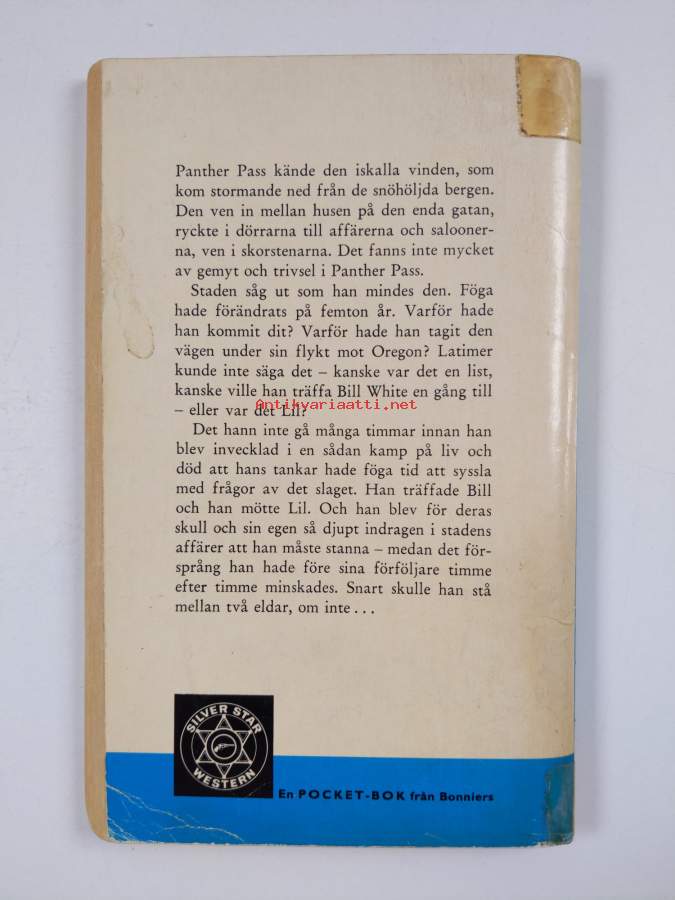 Panther Pass kände den iskalla vinden, som
kom stormande ned från de snöhöljda bergen.
Den ven in mellan husen på den enda gatan,
ryckte i dörrarna till affärerna och salooner-
na, ven i skorstenarna. Det fanns inte mycket
av gemyt och trivsel i Panther Pass.
Staden såg ut som han mindes den. Föga
hade förändrats på femton år. Varför hade
han kommit dit? Varför hade han tagit den
vägen under sin flykt mot Oregon? Latimer
kunde inte säga det – kanske var det en list,
kanske ville han träffa Bill White en gång till
– eller var det Lil?
Antikvariaatti.net
Det hann inte gå många timmar innan han
blev invecklad i en sådan kamp på liv och
död att hans tankar hade föga tid att syssla
med frågor av det slaget. Han träffade Bill
och han mötte Lil. Och han blev för deras
skull och sin egen så djupt indragen i stadens
affärer att han måste stanna – medan det för-
språng han hade före sina förföljare timme
efter timme minskades. Snart skulle han stå
mellan två eldar, om inte . . .
SILVER STAR
WESTERN
En POCKET-BOK från Bonniers